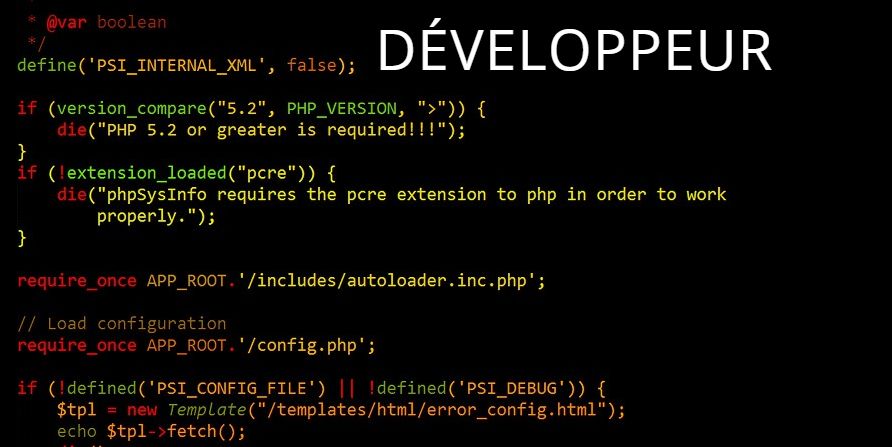 * @var boolean
*/
DÉVELOPPEUR
define('PSI_INTERNAL_XML', false);
if (version_compare("5.2", PHP_VERSION, ">")) {
die("PHP 5.2 or greater is required!!!");
}
if (!extension_loaded("pcre")) {
die("phpSysInfo requires the pcre extension to php in order to work
properly.");
}
require_once APP_ROOT.'/includes/autoloader.inc.php';
// Load configuration
require_once APP_ROOT.'/config.php';
if (!defined('PSI_CONFIG_FILE') || !defined('PSI_DEBUG')) {
$tpl = new Template("/templates/html/error_config.html");
echo $tpl->fetch();